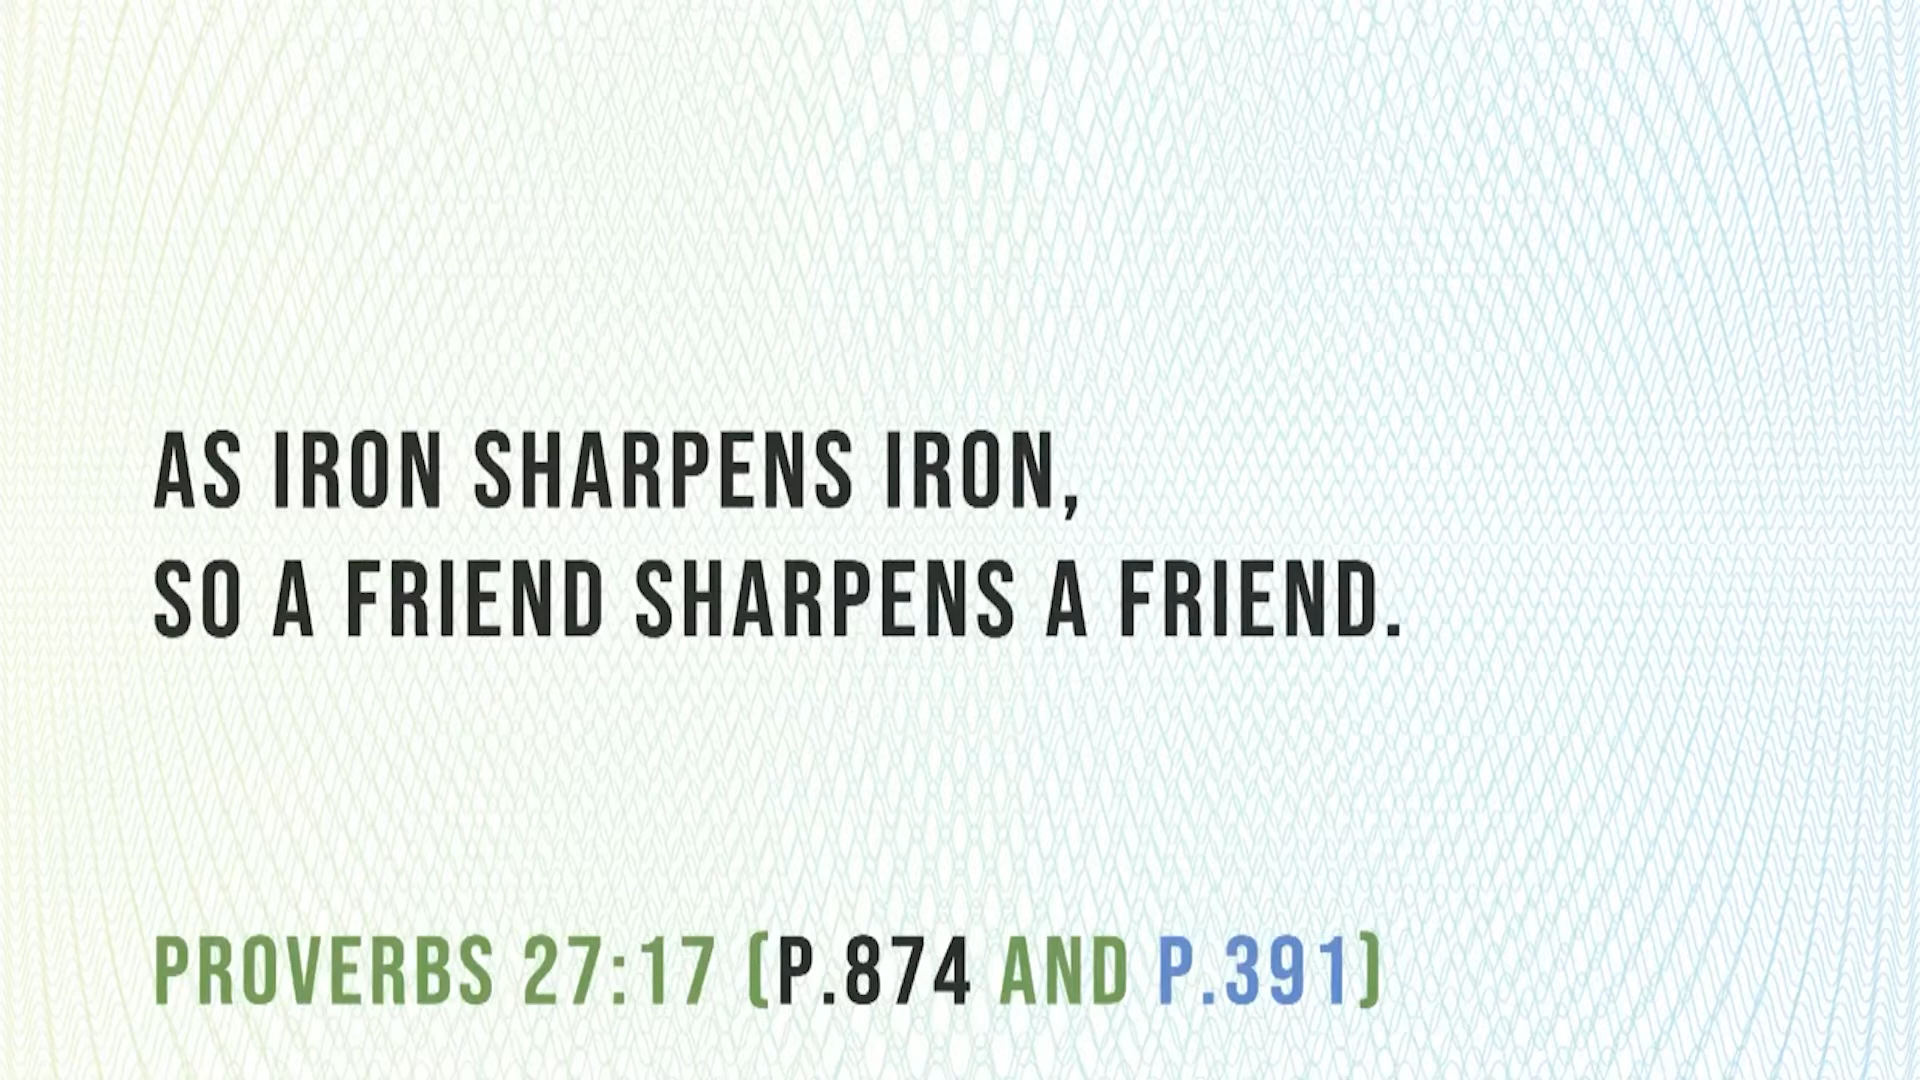 AS IRON SHARPENS IRON,
SO A FRIEND SHARPENS A FRIEND.
PROVERBS 27:17 (P.874 AND P.391)